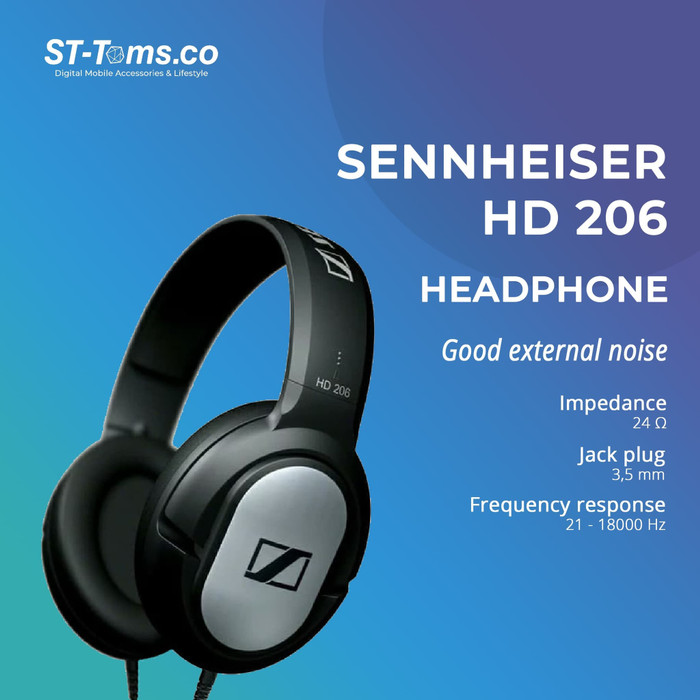 ST-Toms.co
Digital Mobile Accessories & Lifestyle
SENNHEISER
HD 206
HEADPHONE
Good external noise
Impedance
24 Ω
Jack plug
3,5 mm
Frequency response
21 - 18000 Hz
HD 206